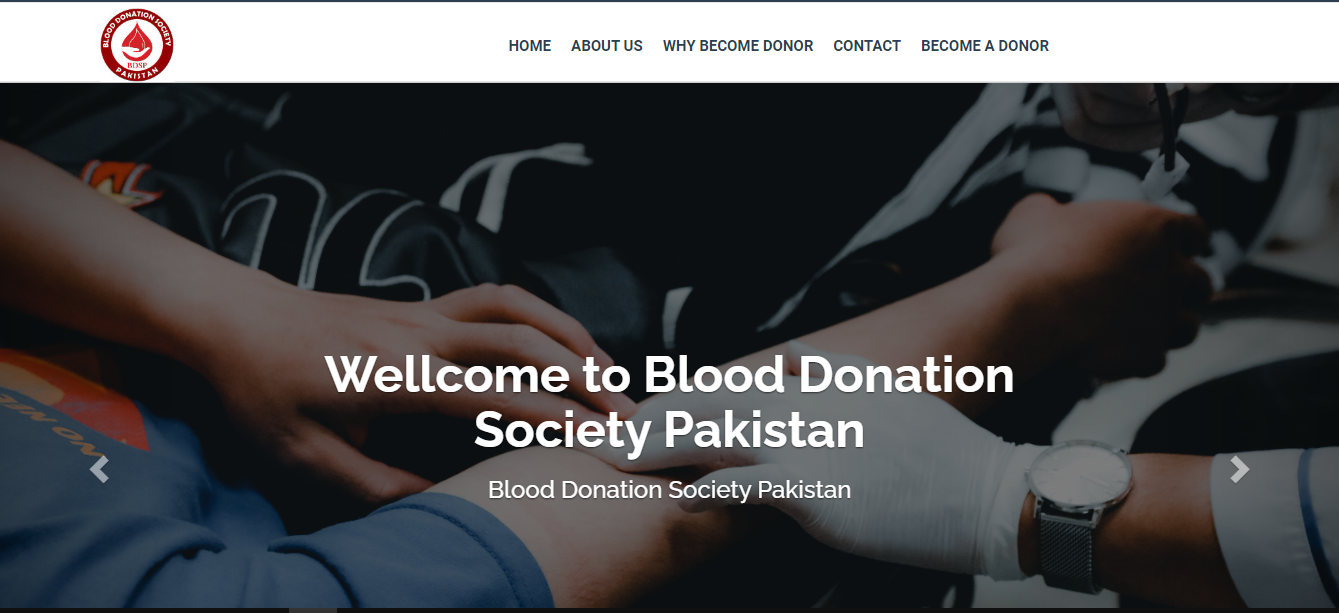 BLOOD DONATION SOCIETY
BDSP
PAKISTAN
HOME ABOUT US WHY BECOME DONOR CONTACT BECOME A DONOR
Wellcome to Blood Donation
Society Pakistan
Blood Donation Society Pakistan